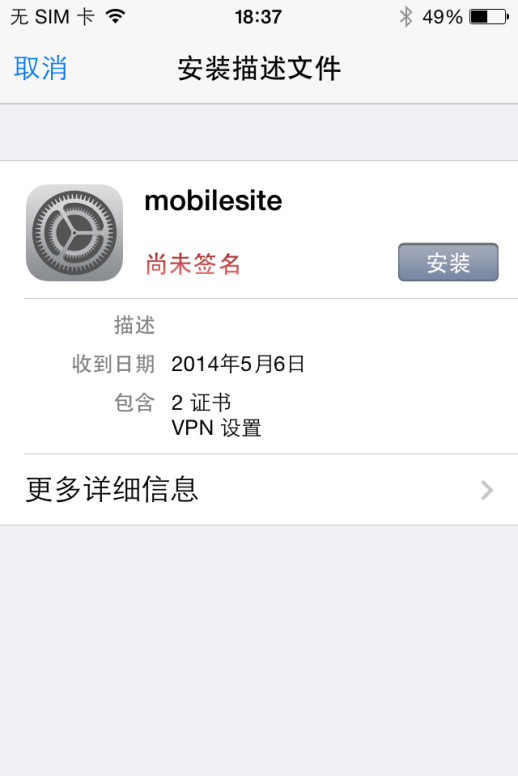 无 SIM 卡 18:37 49%
取消 安装描述文件
mobilesite
尚未签名 安装
描述
收到日期 2014年5月6日
包含 2 证书
VPN 设置
更多详细信息